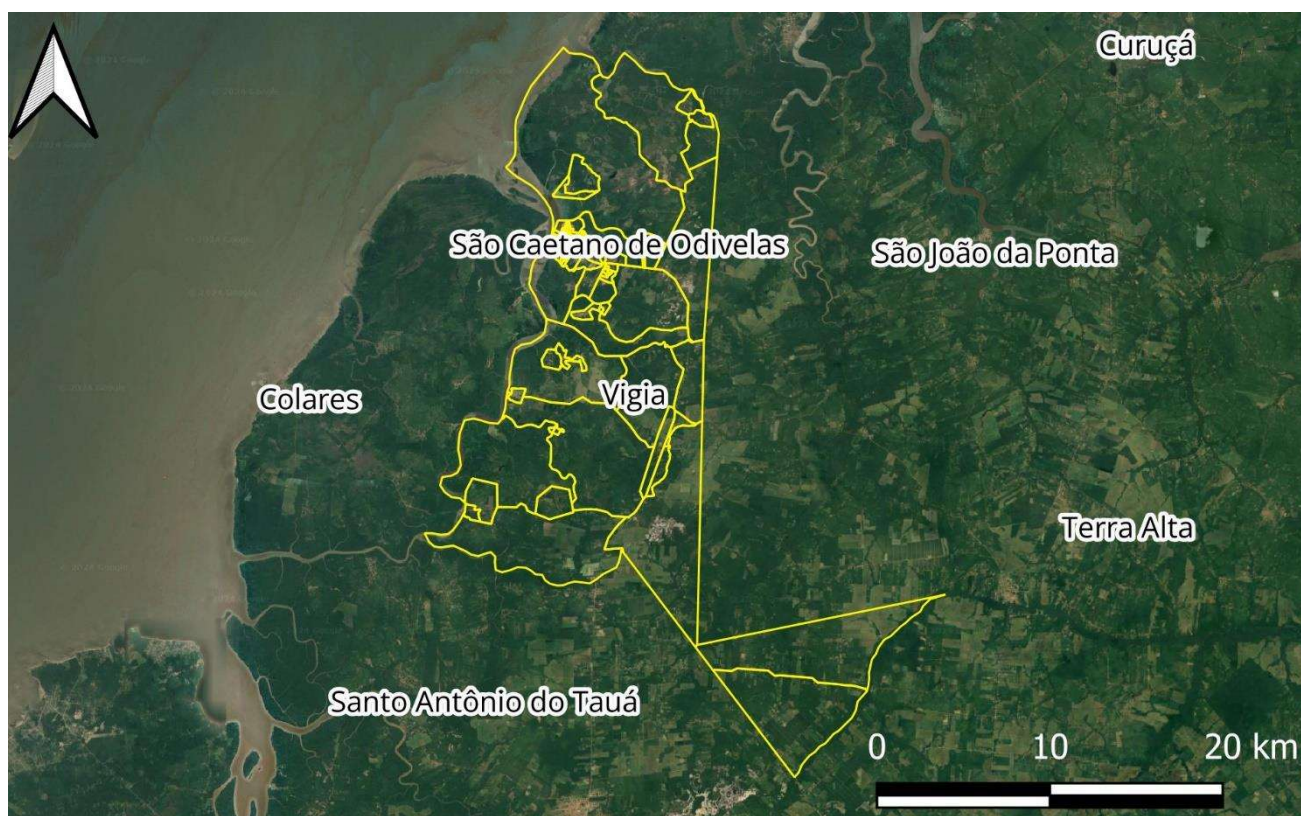 Curuçá
São Caetano de Odivelas
São João da Ponta
Colares
Vigia
Terra Alta
Santo Antônio do Tauá
0 10 20 km